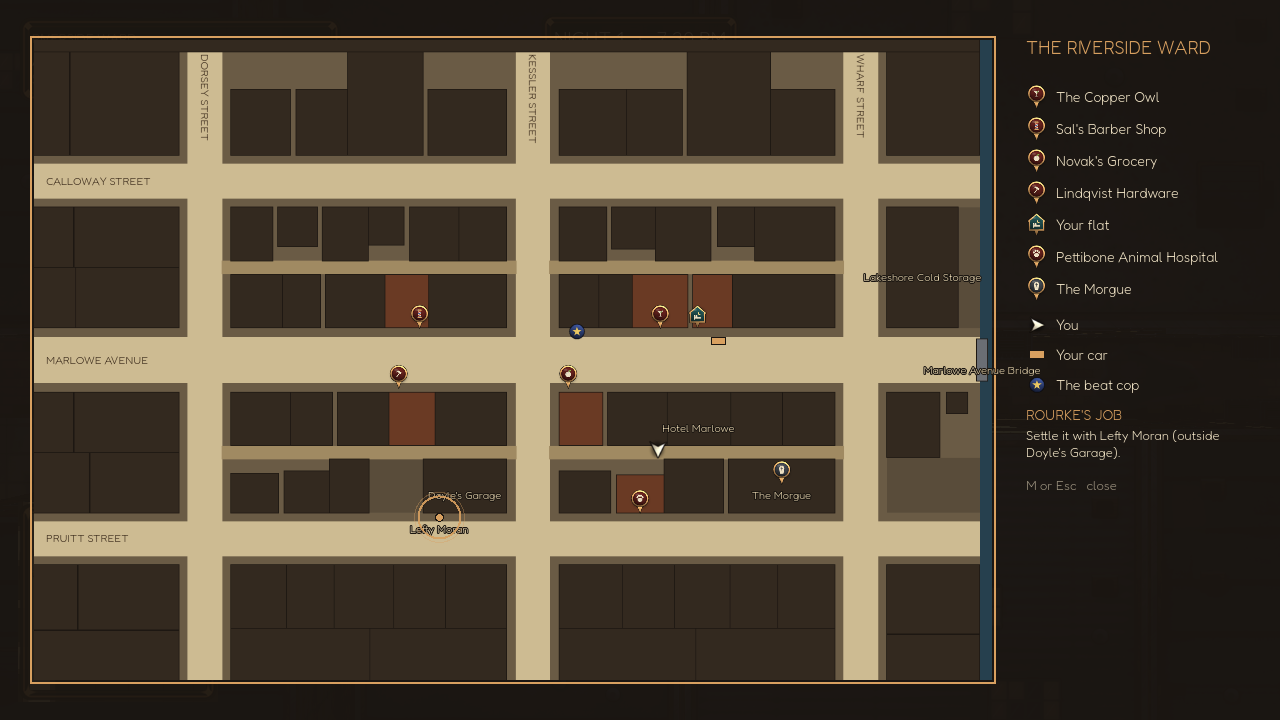 THE RIVERSIDE WARD
The Copper Owl
Sal's Barber Shop
Novak's Grocery
Lindqvist Hardware
Your flat
Pettibone Animal Hospital
The Morgue
You
Your car
The beat cop
ROURKE'S JOB
Settle it with Lefty Moran (outside
Doyle's Garage).
M or Esc close
DORSEY STREET
KESSLER STREET
WHARF STREET
CALLOWAY STREET
Lakeshore Cold Storage
MARLOWE AVENUE
Marlowe Avenue Bridge
Hotel Marlowe
Doyle's Garage
The Morgue
Lefty Moran
PRUITT STREET